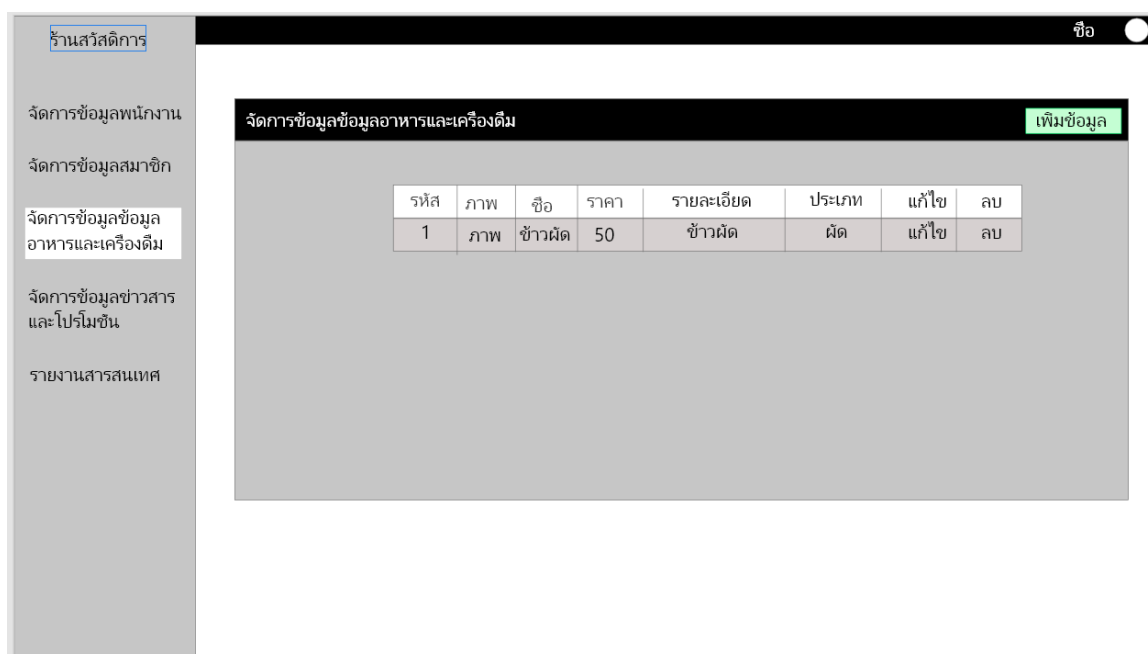 ร้านสวัสดิการ
ชื่อ
จัดการข้อมูลพนักงาน
จัดการข้อมูลสมาชิก
จัดการข้อมูลข้อมูล
อาหารและเครื่องดื่ม
จัดการข้อมูลข่าวสาร
และโปรโมชั่น
รายงานสารสนเทศ
จัดการข้อมูลข้อมูลอาหารและเครื่องดื่ม เพิ่มข้อมูล
รหัส ภาพ ชื่อ ราคา รายละเอียด ประเภท แก้ไข ลบ
1 ภาพ ข้าวผัด 50 ข้าวผัด ผัด แก้ไข ลบ